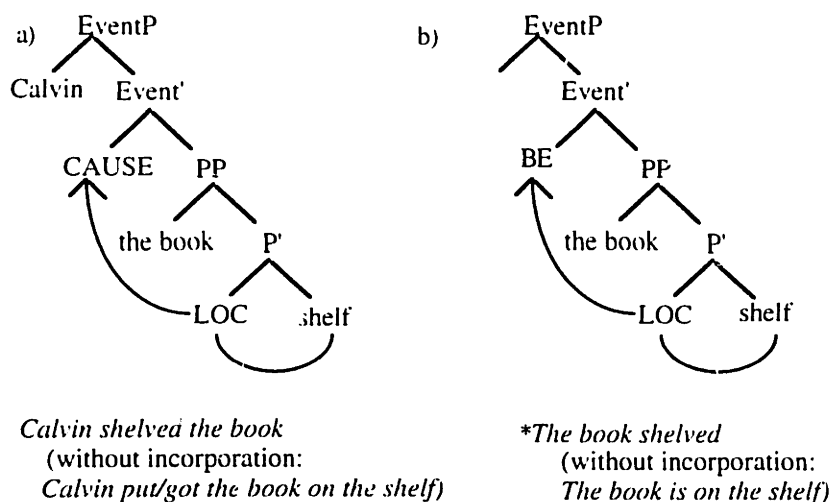 a) EventP
Calvin Event'
CAUSE PP
the book P'
LOC shelf
Calvin shelved the book
(without incorporation:
Calvin put/got the book on the shelf)
b) EventP
Event'
BE PP
the book P'
LOC shelf
*The book shelved
(without incorporation:
The book is on the shelf)